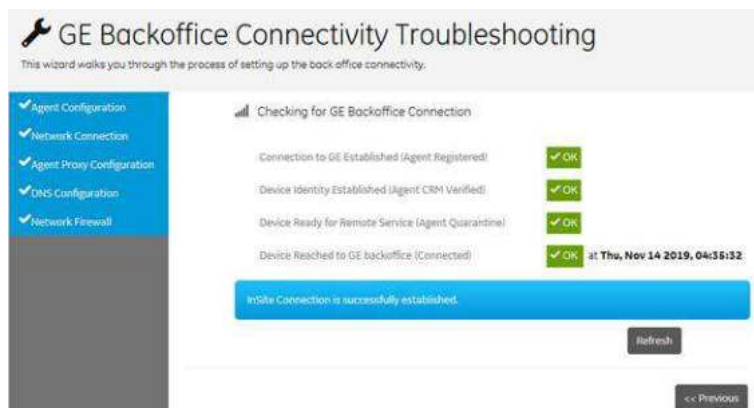 GE Backoffice Connectivity Troubleshooting
This wizard walks you through the process of setting up the back office connectivity.
Agent Configuration
Network Connection
Agent Proxy Configuration
DNS Configuration
Network Firewall
Checking for GE Backoffice Connection
Connection to GE Established (Agent Registered) OK
Device Identity Established (Agent CRM Verified) OK
Device Ready for Remote Service (Agent Quarantine) OK
Device Reached to GE backoffice (Connected) OK at Thu, Nov 14 2019, 04:35:32
InSite Connection is successfully established.
Refresh
<< Previous